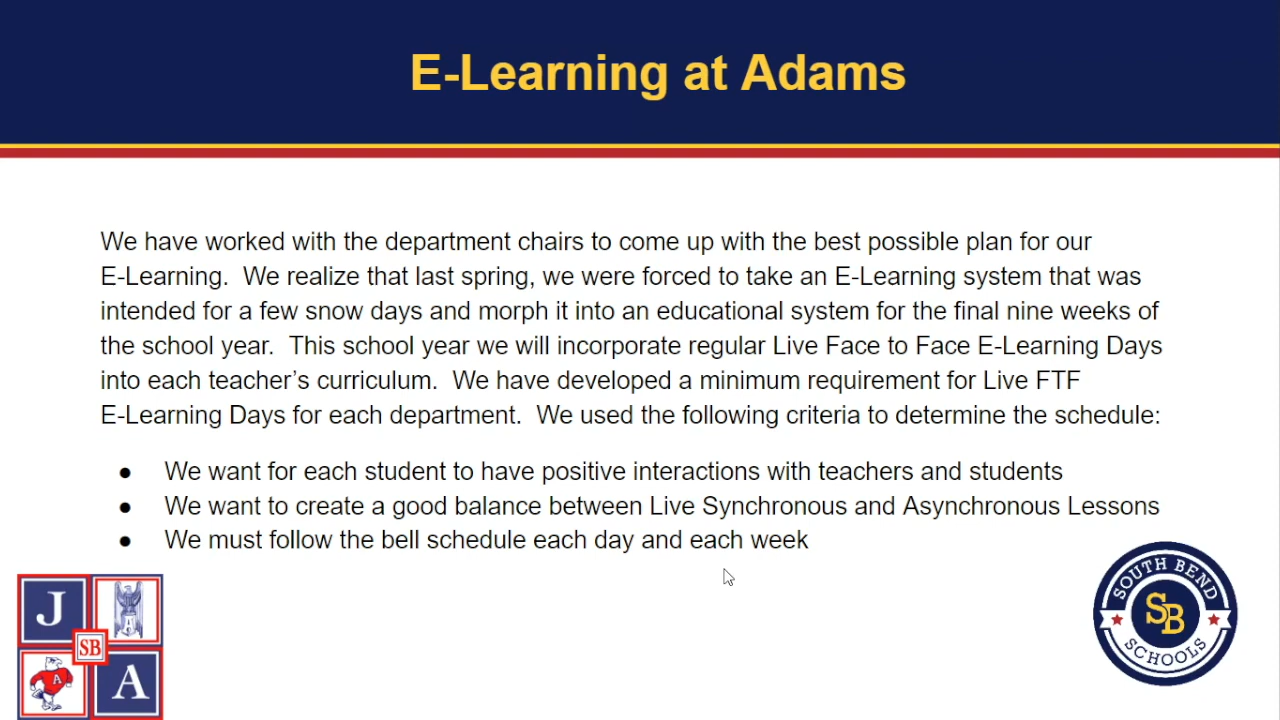 E-Learning at Adams
We have worked with the department chairs to come up with the best possible plan for our
E-Learning.  We realize that last spring, we were forced to take an E-Learning system that was
intended for a few snow days and morph it into an educational system for the final nine weeks of
the school year.  This school year we will incorporate regular Live Face to Face E-Learning Days
into each teacher’s curriculum.  We have developed a minimum requirement for Live FTF
E-Learning Days for each department.  We used the following criteria to determine the schedule:
● We want for each student to have positive interactions with teachers and students
● We want to create a good balance between Live Synchronous and Asynchronous Lessons
● We must follow the bell schedule each day and each week
J
A
SB
A
A
SOUTH BEND
SB
SCHOOLS